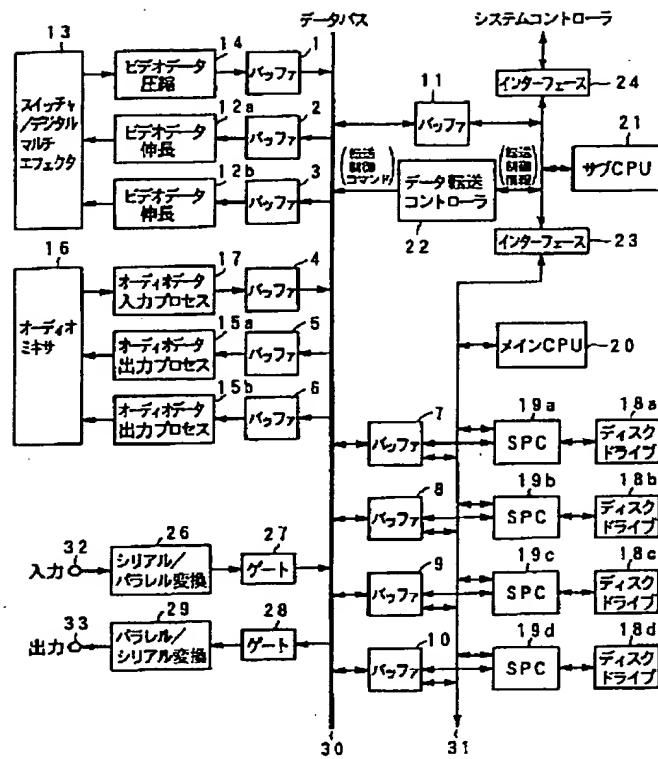 データバス
システムコントローラ
13
スイッチャ
/デジタル
マルチ
エフェクタ
14
ビデオデータ
圧縮
1
バッファ
12a
ビデオデータ
伸長
2
バッファ
12b
ビデオデータ
伸長
3
バッファ
11
バッファ
インターフェース
24
21
サブCPU
(転送
制御
コマンド)
データ転送
コントローラ
22
(転送
制御
情報)
インターフェース
23
16
オーディオ
ミキサ
17
オーディオデータ
入力プロセス
4
バッファ
15a
オーディオデータ
出力プロセス
5
バッファ
15b
オーディオデータ
出力プロセス
6
バッファ
メインCPU
20
7
バッファ
19a
SPC
18a
ディスク
ドライブ
8
バッファ
19b
SPC
18b
ディスク
ドライブ
9
バッファ
19c
SPC
18c
ディスク
ドライブ
10
バッファ
19d
SPC
18d
ディスク
ドライブ
32
入力
26
シリアル/
パラレル変換
27
ゲート
33
出力
29
パラレル/
シリアル変換
28
ゲート
30
31